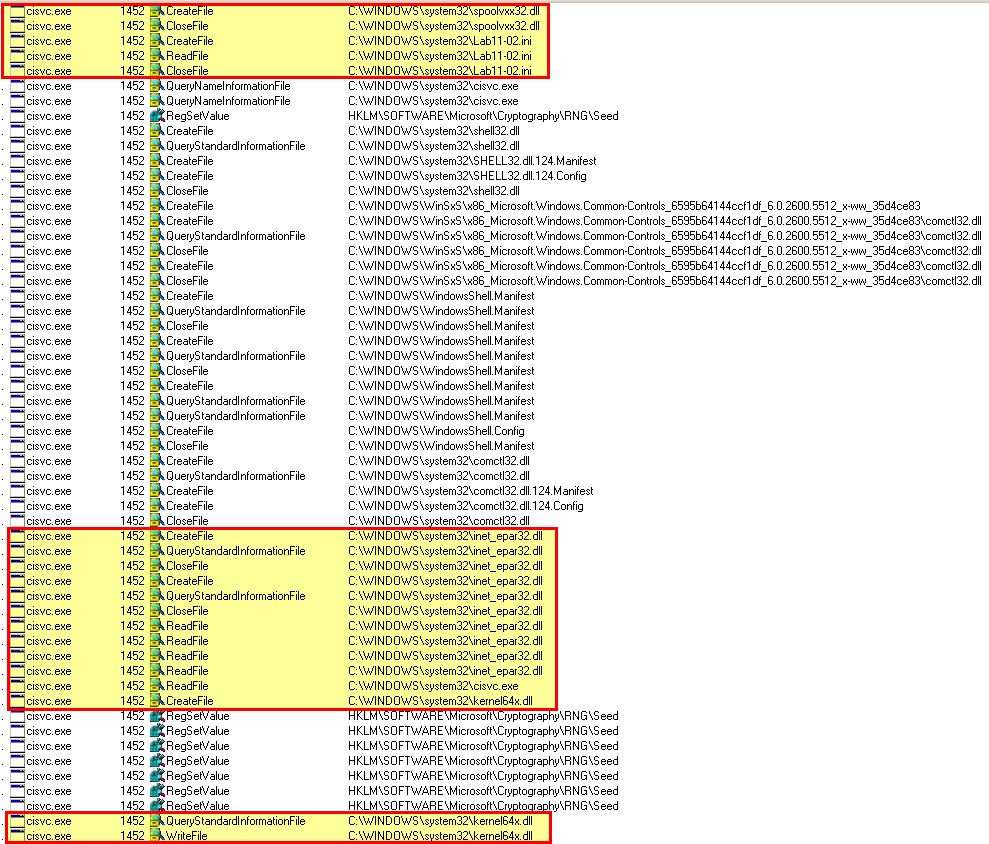 cisvc.exe 1452 CreateFile C:\WINDOWS\system32\spoolvxx32.dll
cisvc.exe 1452 CloseFile C:\WINDOWS\system32\spoolvxx32.dll
cisvc.exe 1452 CreateFile C:\WINDOWS\system32\Lab11-02.ini
cisvc.exe 1452 ReadFile C:\WINDOWS\system32\Lab11-02.ini
cisvc.exe 1452 CloseFile C:\WINDOWS\system32\Lab11-02.ini
cisvc.exe 1452 QueryNameInformationFile C:\WINDOWS\system32\cisvc.exe
cisvc.exe 1452 QueryNameInformationFile C:\WINDOWS\system32\cisvc.exe
cisvc.exe 1452 RegSetValue HKLM\SOFTWARE\Microsoft\Cryptography\RNG\Seed
cisvc.exe 1452 CreateFile C:\WINDOWS\system32\shell32.dll
cisvc.exe 1452 QueryStandardInformationFile C:\WINDOWS\system32\shell32.dll
cisvc.exe 1452 CreateFile C:\WINDOWS\system32\SHELL32.dll.124.Manifest
cisvc.exe 1452 CreateFile C:\WINDOWS\system32\SHELL32.dll.124.Config
cisvc.exe 1452 CloseFile C:\WINDOWS\system32\shell32.dll
cisvc.exe 1452 CreateFile C:\WINDOWS\WinSxS\x86_Microsoft.Windows.Common-Controls_6595b64144ccf1df_6.0.2600.5512_x-ww_35d4ce83
cisvc.exe 1452 CreateFile C:\WINDOWS\WinSxS\x86_Microsoft.Windows.Common-Controls_6595b64144ccf1df_6.0.2600.5512_x-ww_35d4ce83\comctl32.dll
cisvc.exe 1452 QueryStandardInformationFile C:\WINDOWS\WinSxS\x86_Microsoft.Windows.Common-Controls_6595b64144ccf1df_6.0.2600.5512_x-ww_35d4ce83\comctl32.dll
cisvc.exe 1452 CloseFile C:\WINDOWS\WinSxS\x86_Microsoft.Windows.Common-Controls_6595b64144ccf1df_6.0.2600.5512_x-ww_35d4ce83\comctl32.dll
cisvc.exe 1452 CreateFile C:\WINDOWS\WinSxS\x86_Microsoft.Windows.Common-Controls_6595b64144ccf1df_6.0.2600.5512_x-ww_35d4ce83\comctl32.dll
cisvc.exe 1452 CloseFile C:\WINDOWS\WinSxS\x86_Microsoft.Windows.Common-Controls_6595b64144ccf1df_6.0.2600.5512_x-ww_35d4ce83\comctl32.dll
cisvc.exe 1452 CreateFile C:\WINDOWS\WindowsShell.Manifest
cisvc.exe 1452 QueryStandardInformationFile C:\WINDOWS\WindowsShell.Manifest
cisvc.exe 1452 CloseFile C:\WINDOWS\WindowsShell.Manifest
cisvc.exe 1452 CreateFile C:\WINDOWS\WindowsShell.Manifest
cisvc.exe 1452 QueryStandardInformationFile C:\WINDOWS\WindowsShell.Manifest
cisvc.exe 1452 CloseFile C:\WINDOWS\WindowsShell.Manifest
cisvc.exe 1452 CreateFile C:\WINDOWS\WindowsShell.Manifest
cisvc.exe 1452 QueryStandardInformationFile C:\WINDOWS\WindowsShell.Manifest
cisvc.exe 1452 QueryStandardInformationFile C:\WINDOWS\WindowsShell.Manifest
cisvc.exe 1452 CreateFile C:\WINDOWS\WindowsShell.Config
cisvc.exe 1452 CloseFile C:\WINDOWS\WindowsShell.Manifest
cisvc.exe 1452 CreateFile C:\WINDOWS\system32\comctl32.dll
cisvc.exe 1452 QueryStandardInformationFile C:\WINDOWS\system32\comctl32.dll
cisvc.exe 1452 CreateFile C:\WINDOWS\system32\comctl32.dll.124.Manifest
cisvc.exe 1452 CreateFile C:\WINDOWS\system32\comctl32.dll.124.Config
cisvc.exe 1452 CloseFile C:\WINDOWS\system32\comctl32.dll
cisvc.exe 1452 CreateFile C:\WINDOWS\system32\inet_epar32.dll
cisvc.exe 1452 QueryStandardInformationFile C:\WINDOWS\system32\inet_epar32.dll
cisvc.exe 1452 CloseFile C:\WINDOWS\system32\inet_epar32.dll
cisvc.exe 1452 CreateFile C:\WINDOWS\system32\inet_epar32.dll
cisvc.exe 1452 QueryStandardInformationFile C:\WINDOWS\system32\inet_epar32.dll
cisvc.exe 1452 CloseFile C:\WINDOWS\system32\inet_epar32.dll
cisvc.exe 1452 ReadFile C:\WINDOWS\system32\inet_epar32.dll
cisvc.exe 1452 ReadFile C:\WINDOWS\system32\inet_epar32.dll
cisvc.exe 1452 ReadFile C:\WINDOWS\system32\inet_epar32.dll
cisvc.exe 1452 ReadFile C:\WINDOWS\system32\inet_epar32.dll
cisvc.exe 1452 ReadFile C:\WINDOWS\system32\cisvc.exe
cisvc.exe 1452 CreateFile C:\WINDOWS\system32\kernel64x.dll
cisvc.exe 1452 RegSetValue HKLM\SOFTWARE\Microsoft\Cryptography\RNG\Seed
cisvc.exe 1452 RegSetValue HKLM\SOFTWARE\Microsoft\Cryptography\RNG\Seed
cisvc.exe 1452 RegSetValue HKLM\SOFTWARE\Microsoft\Cryptography\RNG\Seed
cisvc.exe 1452 RegSetValue HKLM\SOFTWARE\Microsoft\Cryptography\RNG\Seed
cisvc.exe 1452 RegSetValue HKLM\SOFTWARE\Microsoft\Cryptography\RNG\Seed
cisvc.exe 1452 RegSetValue HKLM\SOFTWARE\Microsoft\Cryptography\RNG\Seed
cisvc.exe 1452 QueryStandardInformationFile C:\WINDOWS\system32\kernel64x.dll
cisvc.exe 1452 WriteFile C:\WINDOWS\system32\kernel64x.dll